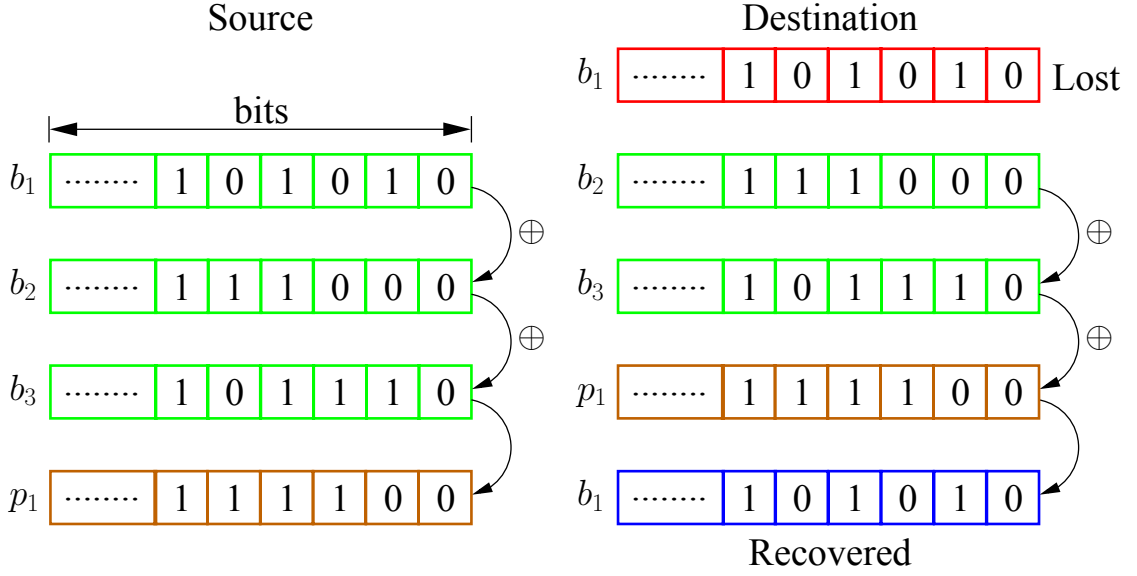 Source
bits
b₁ ........ 1 0 1 0 1 0
⊕
b₂ ........ 1 1 1 0 0 0
⊕
b₃ ........ 1 0 1 1 1 0
p₁ ........ 1 1 1 1 0 0
Destination
b₁ ........ 1 0 1 0 1 0 Lost
b₂ ........ 1 1 1 0 0 0
⊕
b₃ ........ 1 0 1 1 1 0
⊕
p₁ ........ 1 1 1 1 0 0
b₁ ........ 1 0 1 0 1 0
Recovered